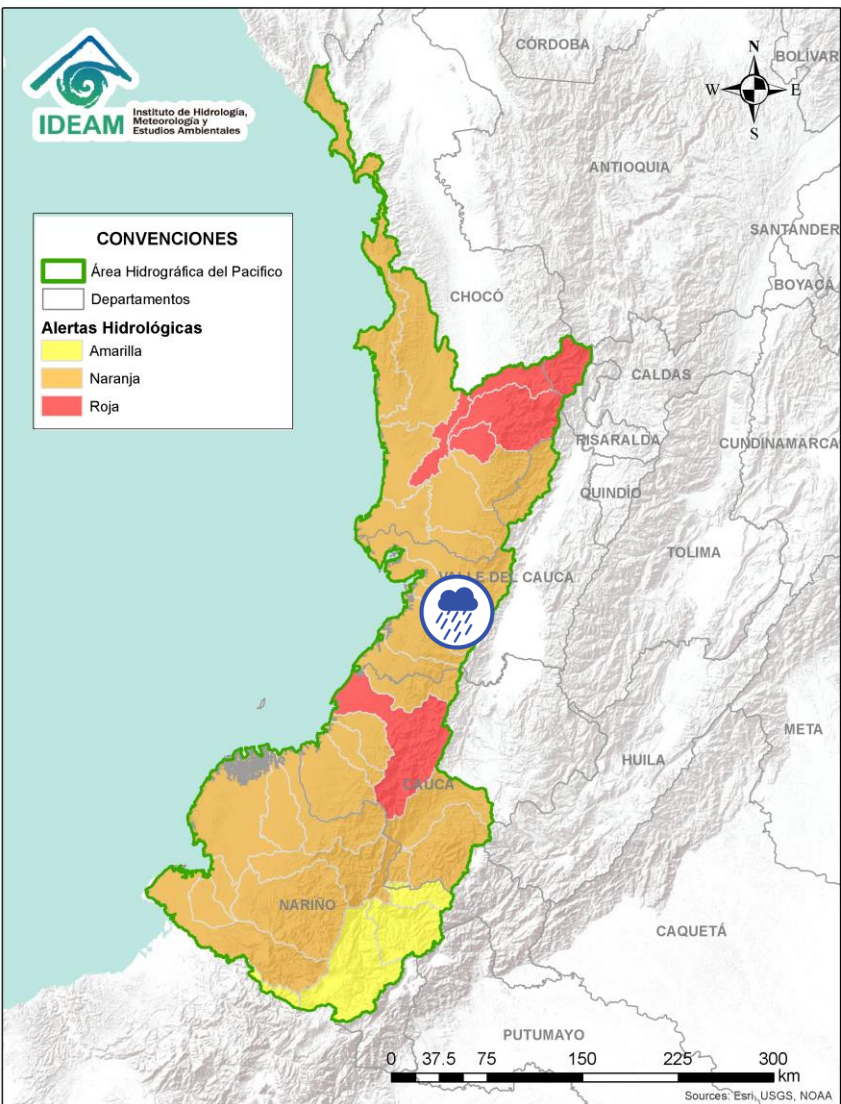 IDEAM
Instituto de Hidrología,
Meteorología y
Estudios Ambientales
CONVENCIONES
Área Hidrográfica del Pacifico
Departamentos
Alertas Hidrológicas
Amarilla
Naranja
Roja
N
W
E
S
CÓRDOBA
BOLÍVAR
ANTIOQUIA
SANTANDER
BOYACÁ
CHOCÓ
CALDAS
RISARALDA
CUNDINAMARCA
QUINDÍO
TOLIMA
VALLE DEL CAUCA
META
HUILA
CAUCA
NARIÑO
CAQUETÁ
PUTUMAYO
0 37.5 75 150 225 300
km
Sources: Esri, USGS, NOAA